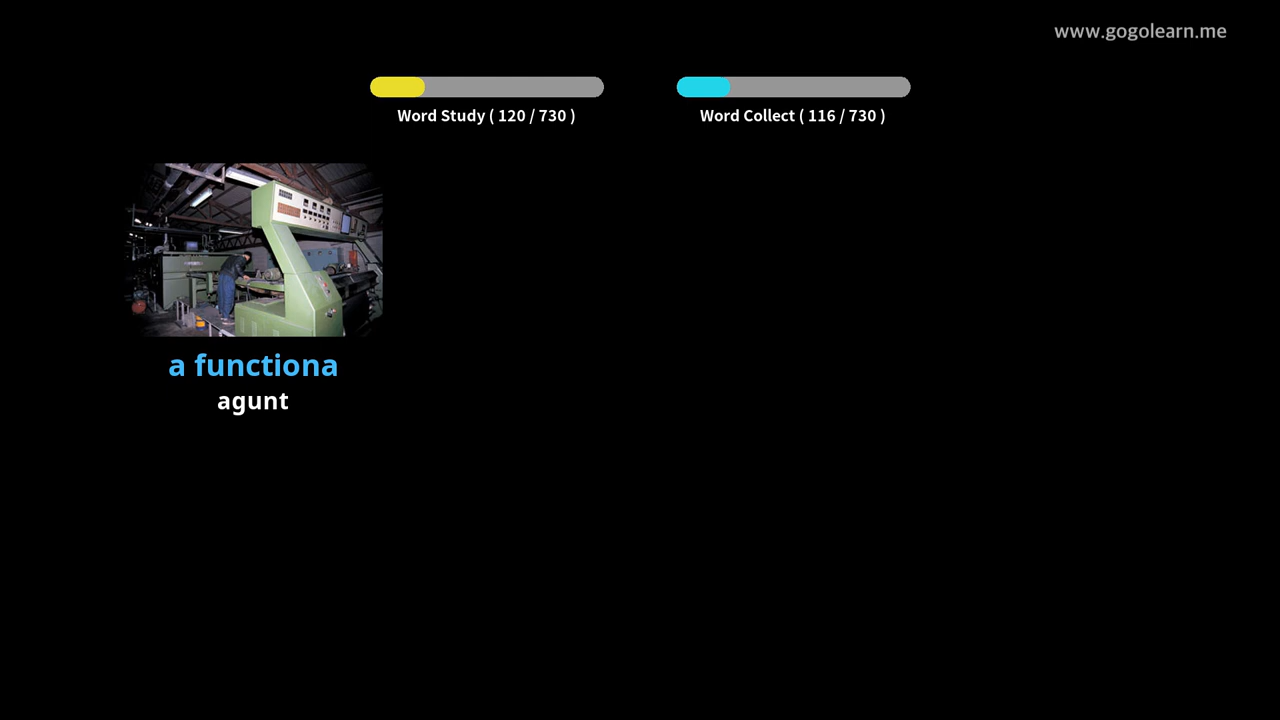 www.gogolearn.me
Word Study ( 120 / 730 )
Word Collect ( 116 / 730 )
a functiona
agunt